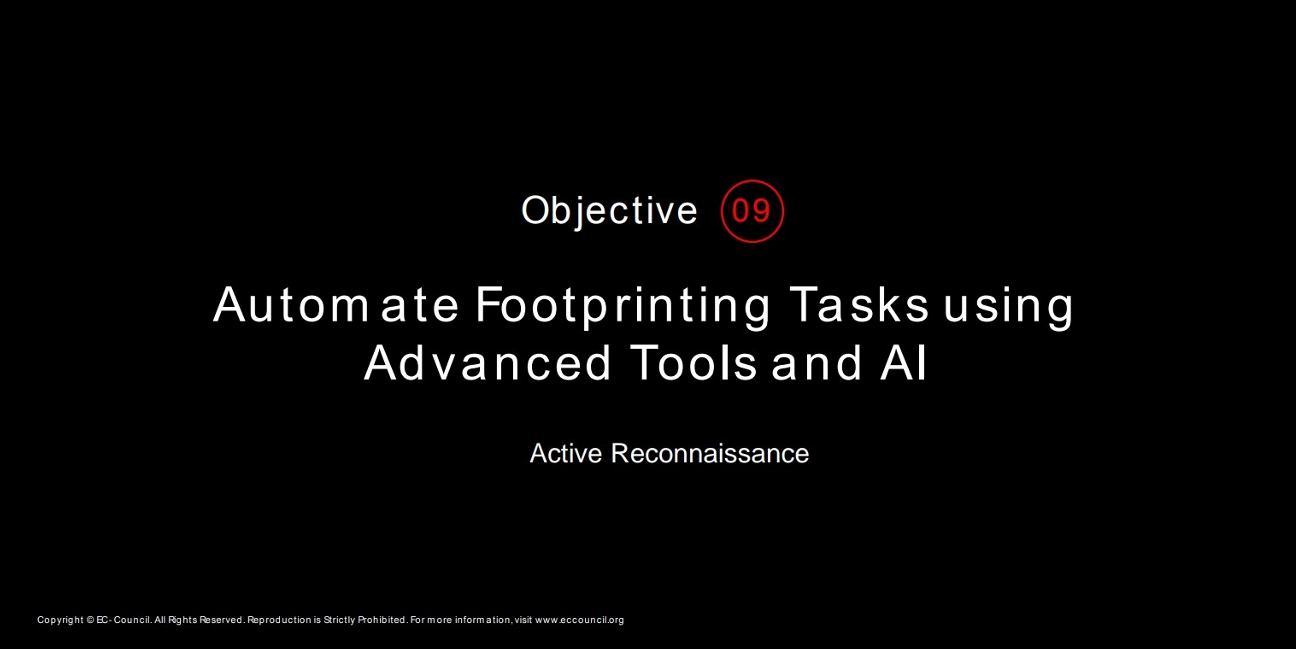 Objective 09
Automate Footprinting Tasks using
Advanced Tools and AI
Active Reconnaissance
Copyright © EC-Council. All Rights Reserved. Reproduction is Strictly Prohibited. For more information, visit www.eccouncil.org